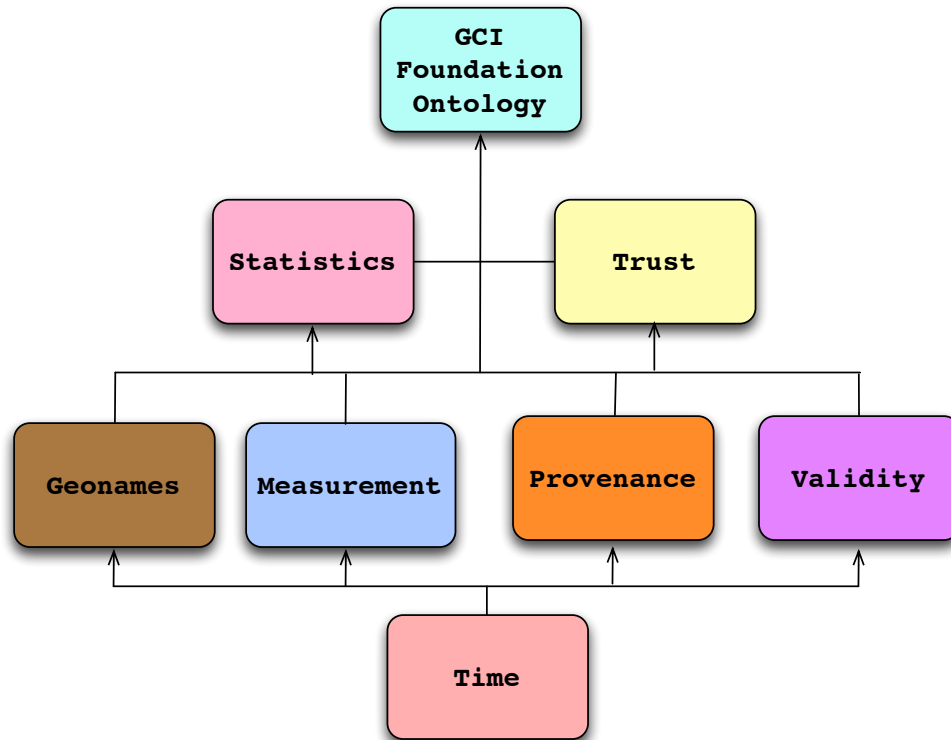 GCI
Foundation
Ontology
Statistics
Trust
Geonames
Measurement
Provenance
Validity
Time